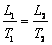 L₁/T₁ = L₂/T₂